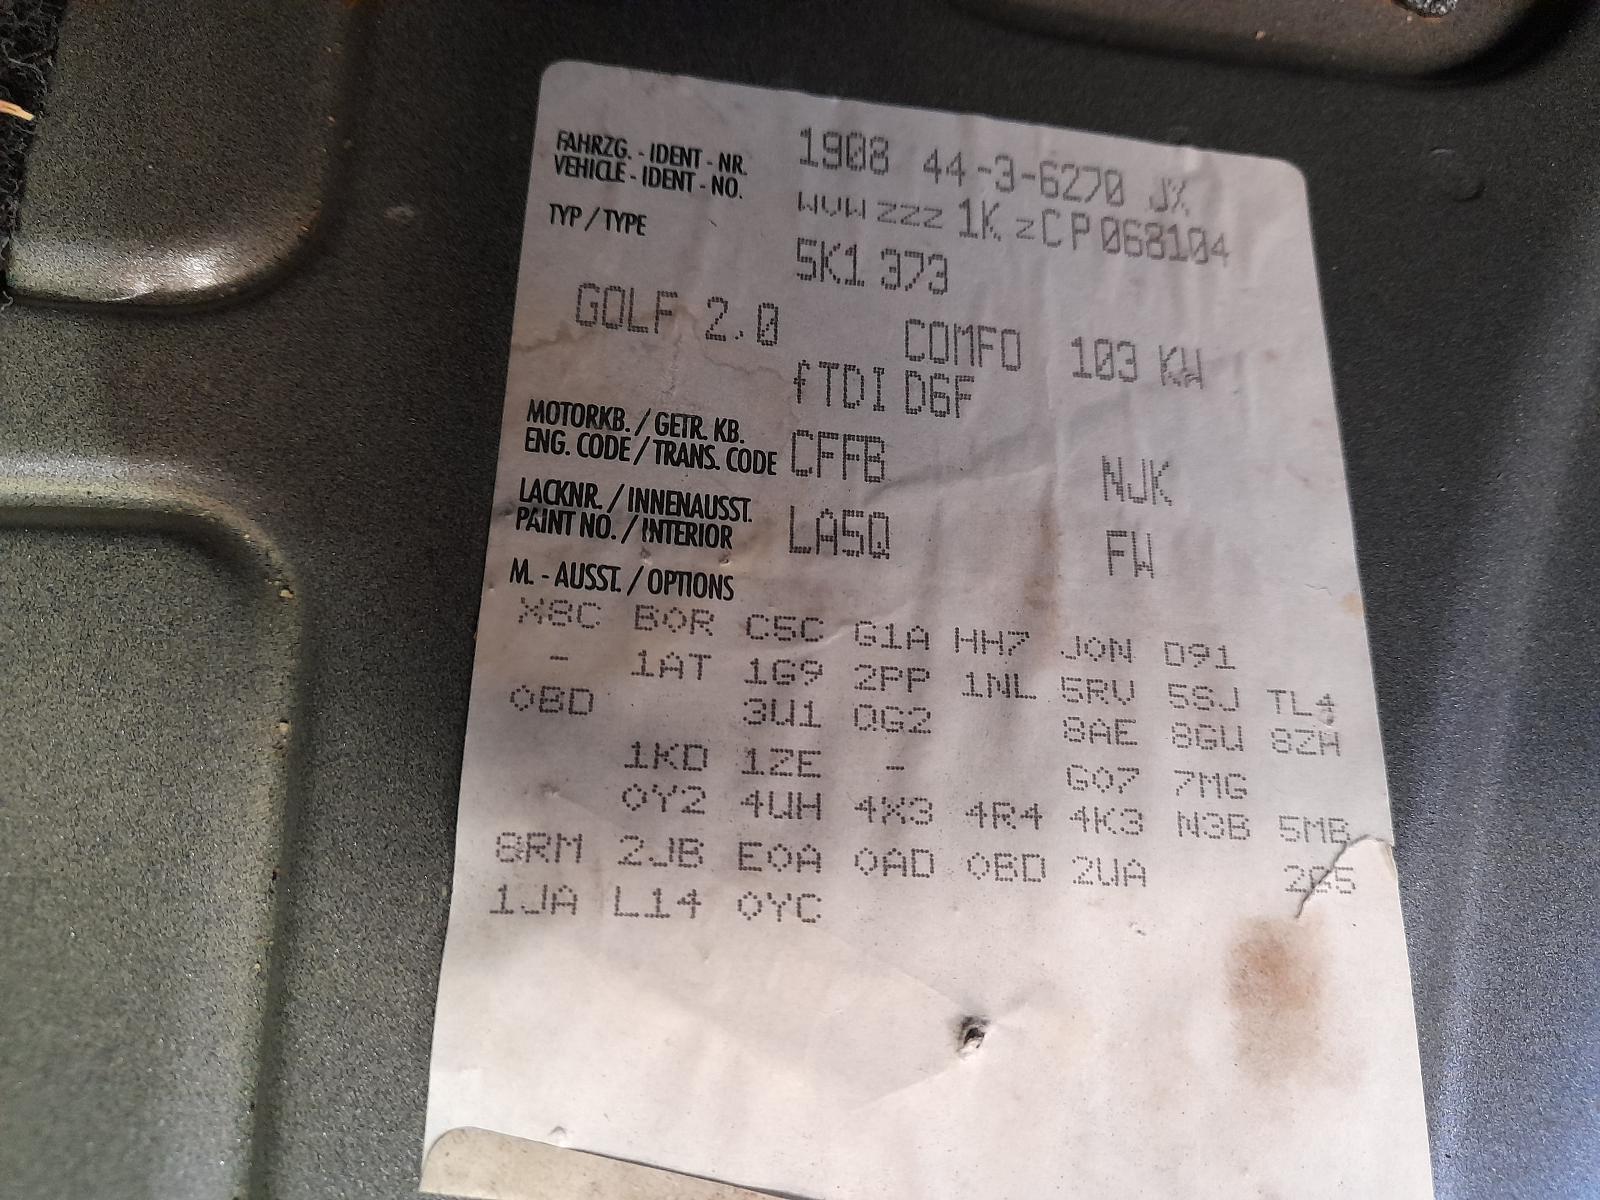 FAHRZG. - IDENT - NR. 1908 44-3-6270 JX
VEHICLE - IDENT - NO. WVWZZZ1KZCP068104
TYP / TYPE 5K1 373
GOLF 2.0 COMFO 103 KW
fTDI D6F
MOTORKB. / GETR. KB.
ENG. CODE / TRANS. CODE CFFB NJK
LACKNR. / INNENAUSST.
PAINT NO. / INTERIOR LA5Q FW
M. - AUSST. / OPTIONS
X8C B0R C5C G1A HH7 J0N D91
- 1AT 1G9 2PP 1NL 5RV 5SJ TL4
0BD 3U1 QG2 8AE 8GU 8ZH
1KD 1ZE - G07 7MG
0Y2 4UH 4X3 4R4 4K3 N3B 5MB
8RM 2JB E0A 0AD 0BD 2UA 2G5
1JA L14 0YC